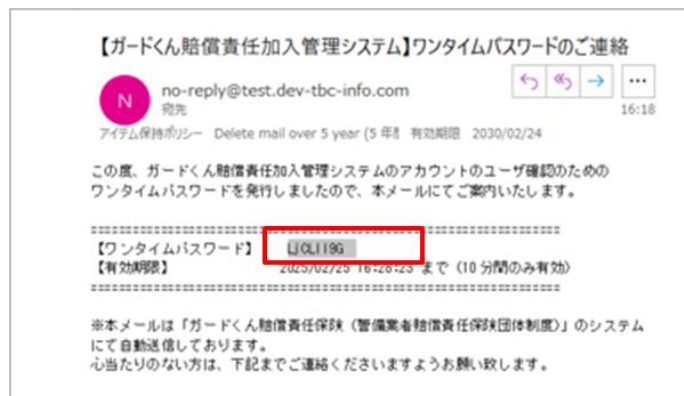 【ガードくん賠償責任加入管理システム】ワンタイムパスワードのご連絡
N
no-reply@test.dev-tbc-info.com
宛先
16:18
アイテム保持ポリシー Delete mail over 5 year (5 年 有効期限 2030/02/24
この度、ガードくん賠償責任加入管理システムのアカウントのユーザ確認のための
ワンタイムパスワードを発行しましたので、本メールにてご案内いたします。
【ワンタイムパスワード】
【有効期限】 2025/02/25 16:28:23 まで (10 分間のみ有効)
※本メールは「ガードくん賠償責任保険(警備業者賠償責任保険団体制度)」のシステム
にて自動送信しております。
心当たりのない方は、下記までご連絡くださいますようお願い致します。